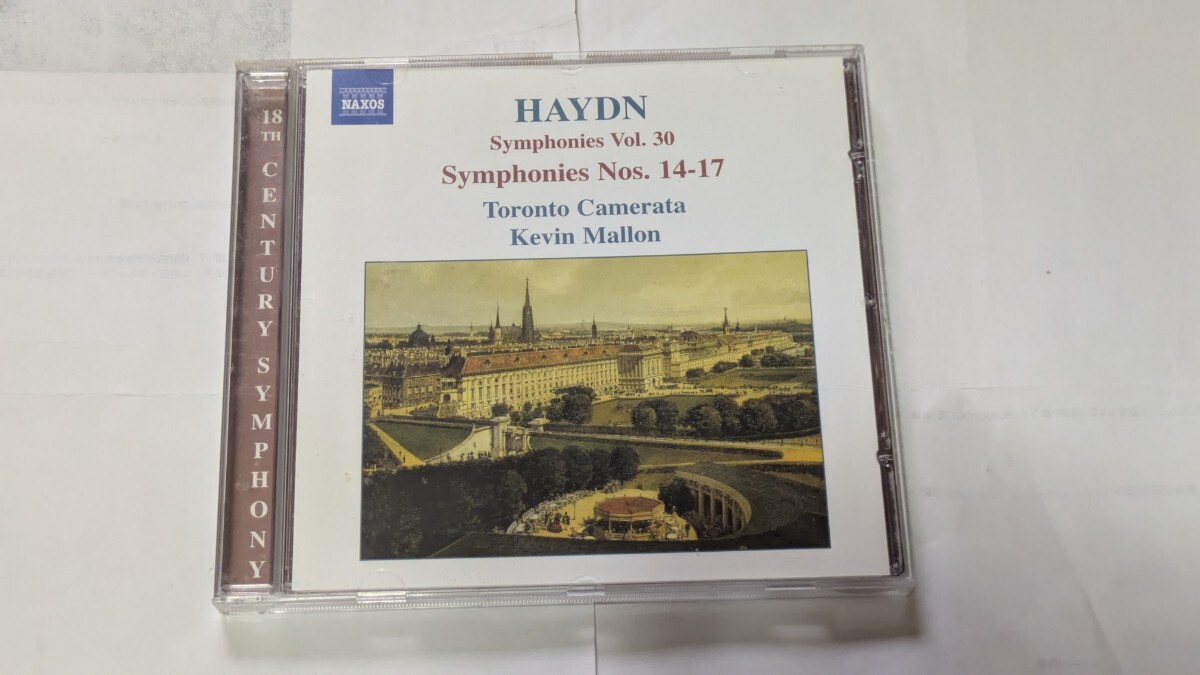 NAXOS
18TH CENTURY SYMPHONY
HAYDN
Symphonies Vol. 30
Symphonies Nos. 14-17
Toronto Camerata
Kevin Mallon